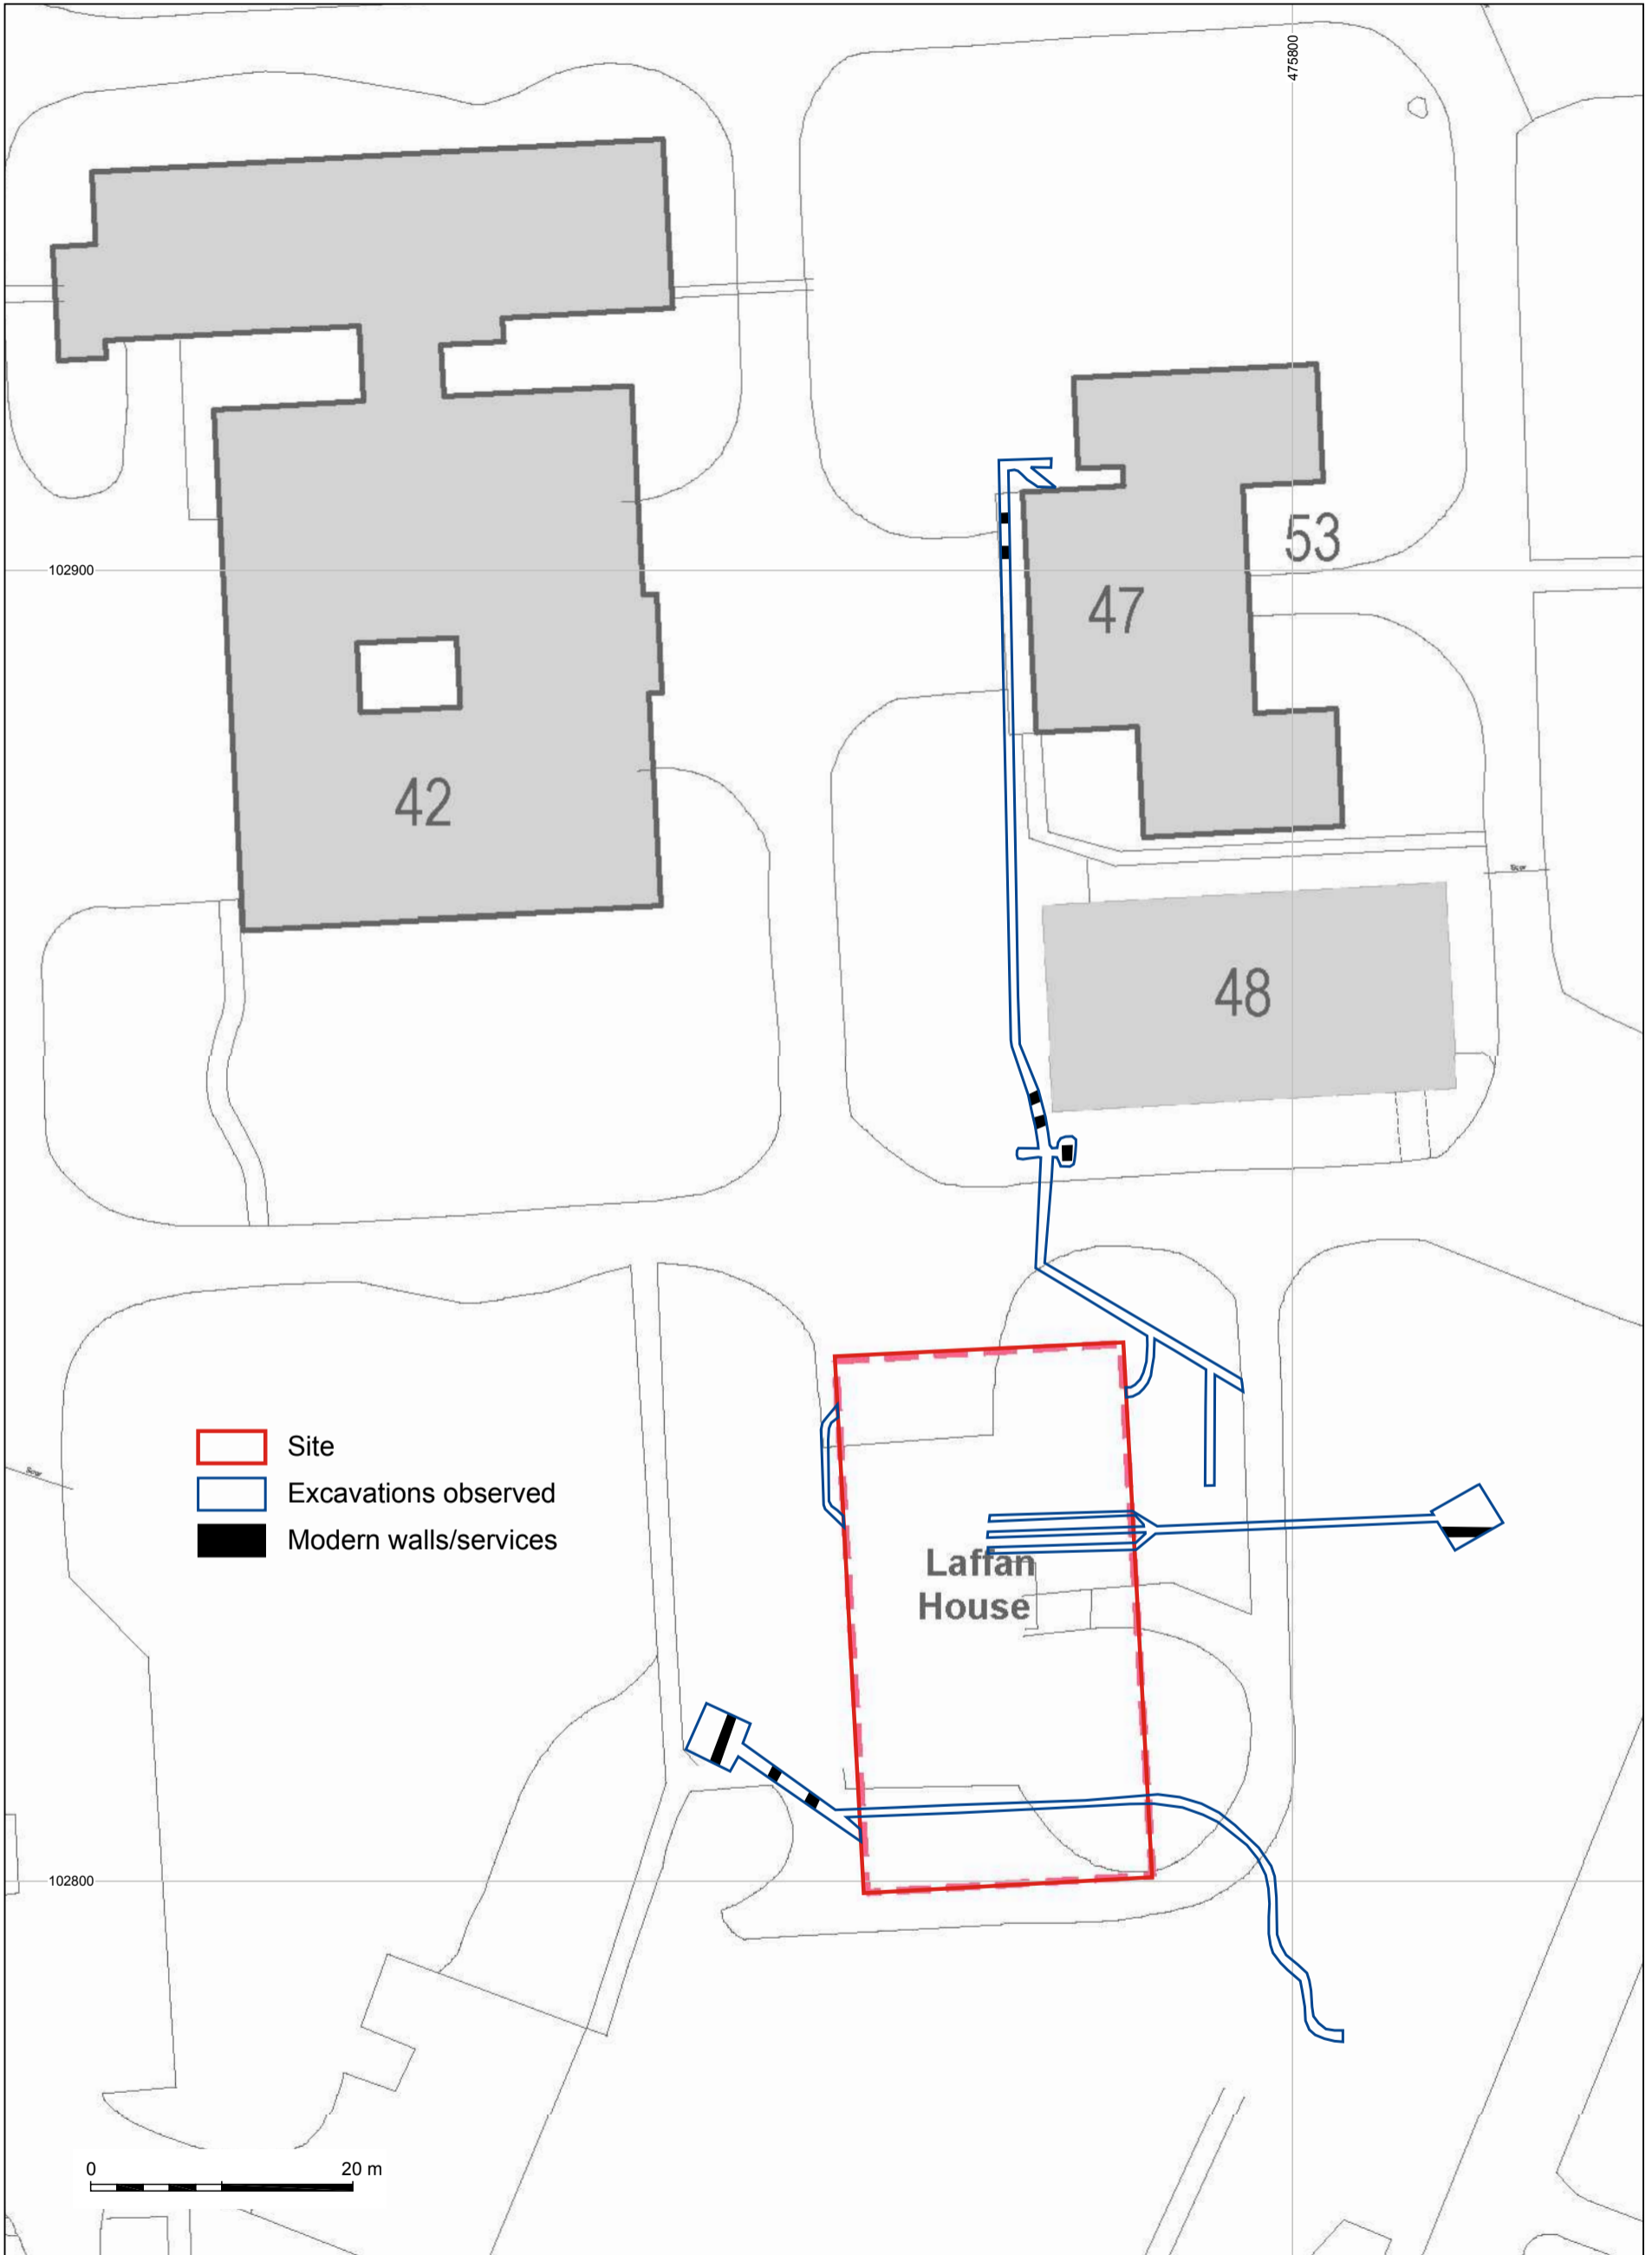 475800
53
102900
47
42
48
Site
Excavations observed
Modern walls/services
Laffan
House
102800
0 20 m